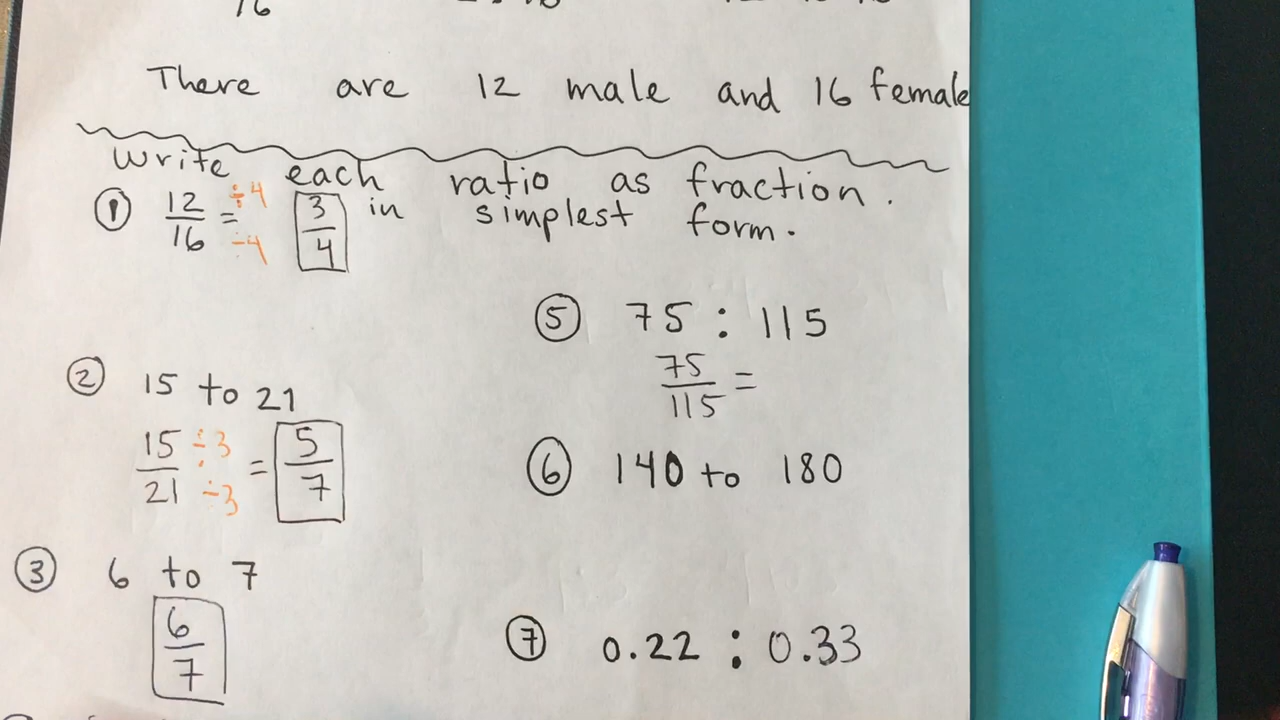 16
There are 12 male and 16 female
Write each ratio as fraction.
in simplest form.
① 12/16 ÷4 ÷4 = 3/4
② 15 to 21
15/21 ÷3 ÷3 = 5/7
③ 6 to 7
6/7
⑤ 75 : 115
75/115 =
⑥ 140 to 180
⑦ 0.22 : 0.33